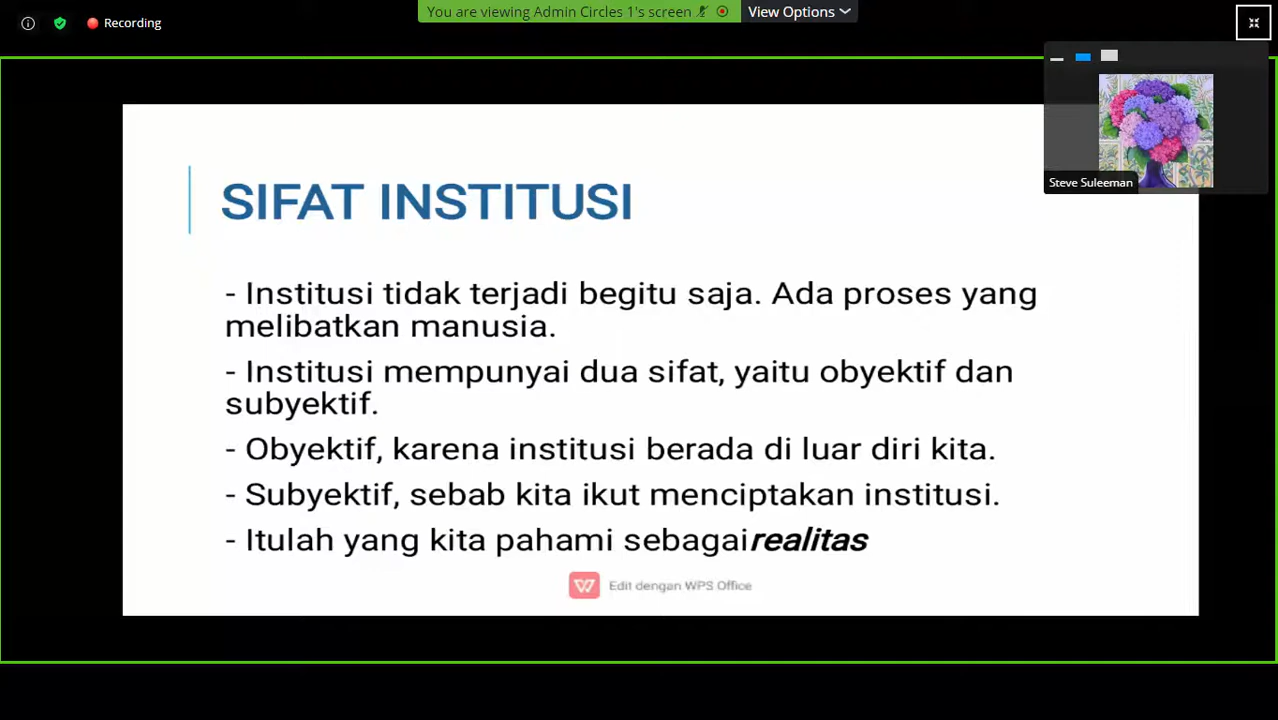 Recording
You are viewing Admin Circles 1's screen
View Options
Steve Suleeman
SIFAT INSTITUSI
- Institusi tidak terjadi begitu saja. Ada proses yang
melibatkan manusia.
- Institusi mempunyai dua sifat, yaitu obyektif dan
subyektif.
- Obyektif, karena institusi berada di luar diri kita.
- Subyektif, sebab kita ikut menciptakan institusi.
- Itulah yang kita pahami sebagairealitas
Edit dengan WPS Office